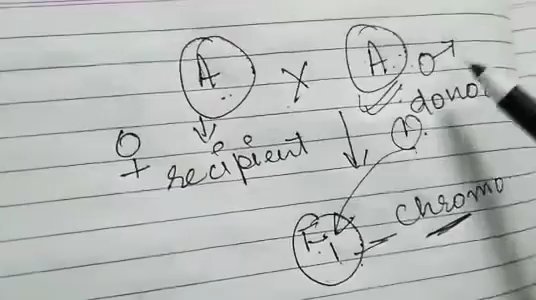 A × A ♂
♀ recipient donor
F1 - chromo